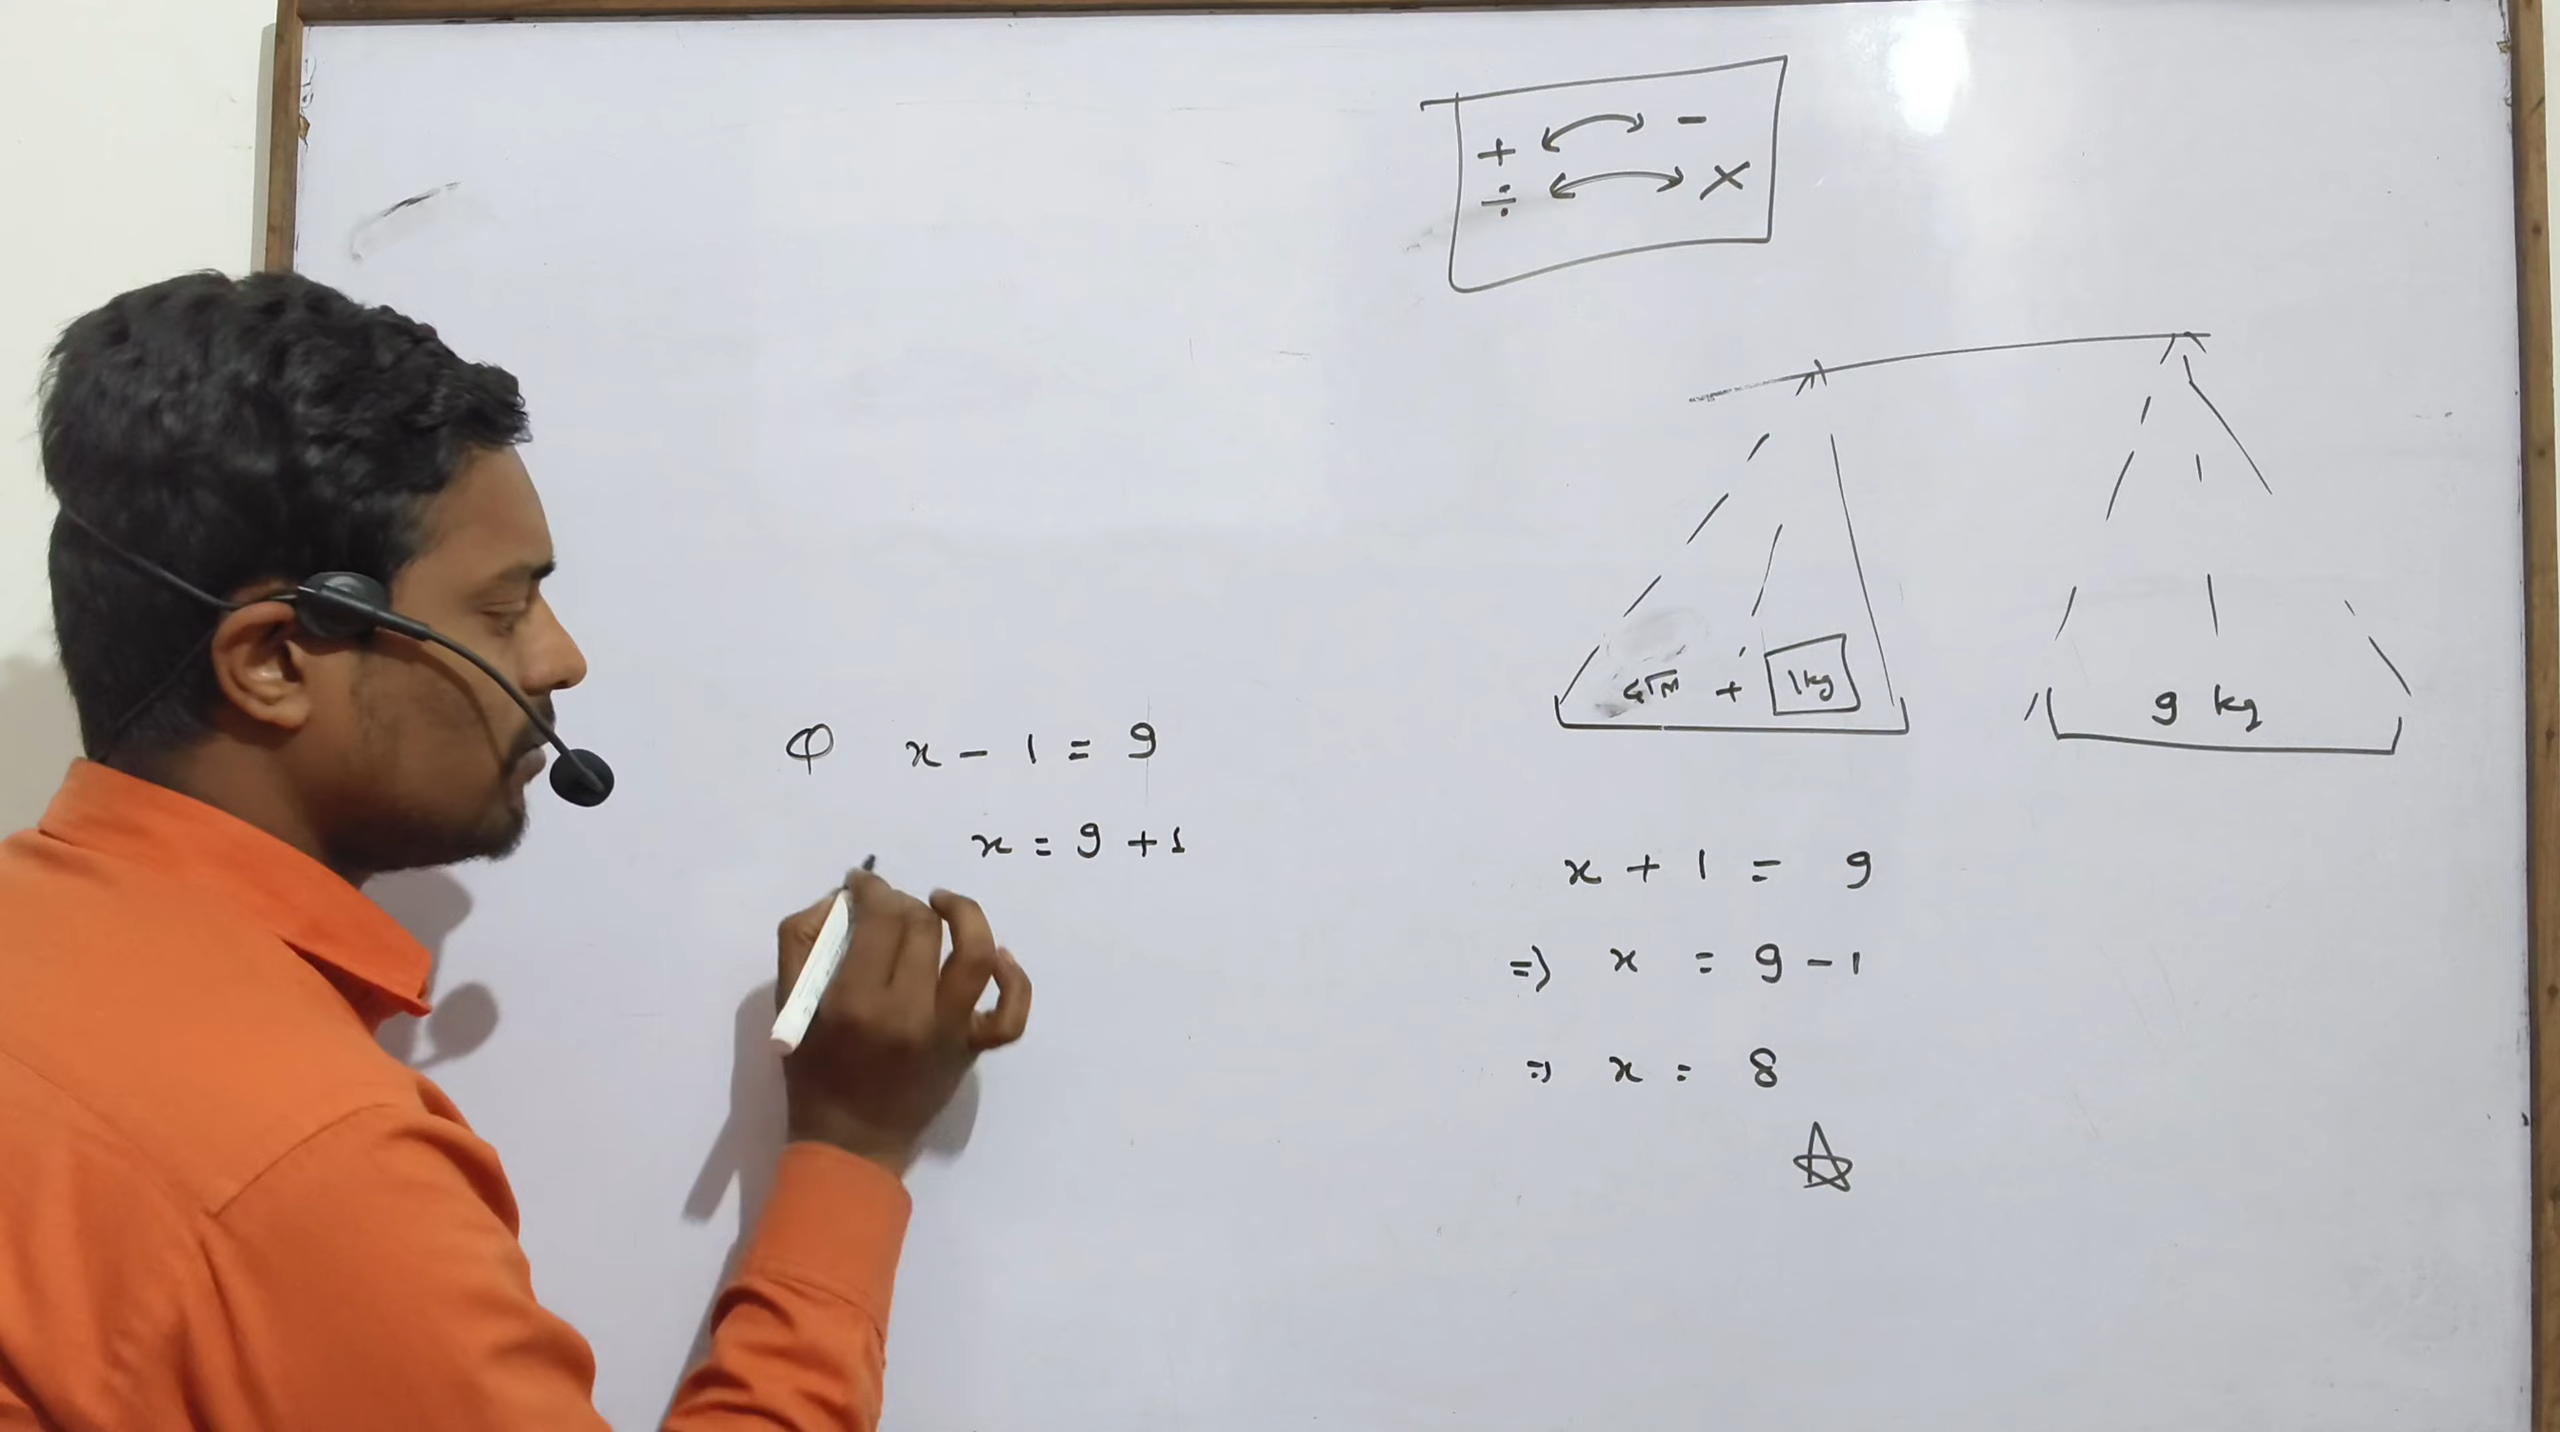 + ↔ -
÷ ↔ ×
+ 1kg
9 kg
Q x - 1 = 9
x = 9 + 1
x + 1 = 9
=> x = 9 - 1
=> x = 8